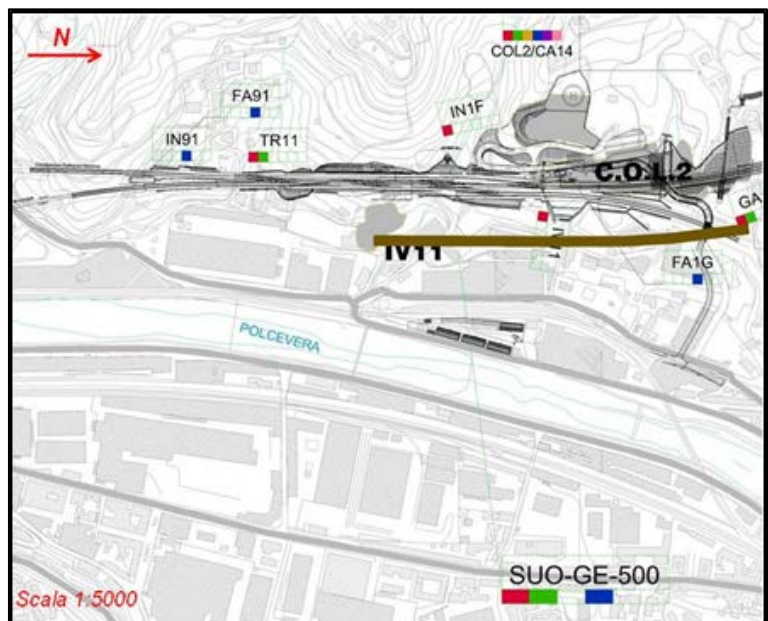 N
COL2/CA14
FA91
IN1F
IN91
TR11
C.O.L.2
GA
IV11
FA1G
POLCEVERA
SUO-GE-500
Scala 1:5000